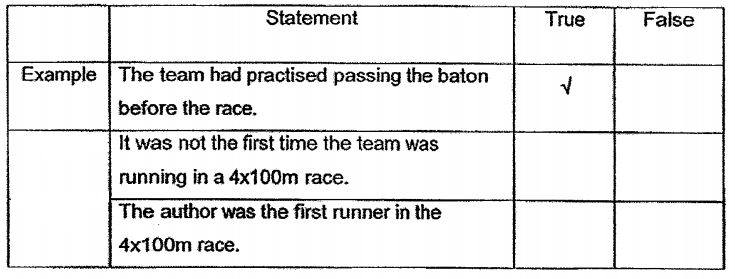 Statement True False
Example The team had practised passing the baton √
before the race.
It was not the first time the team was
running in a 4x100m race.
The author was the first runner in the
4x100m race.